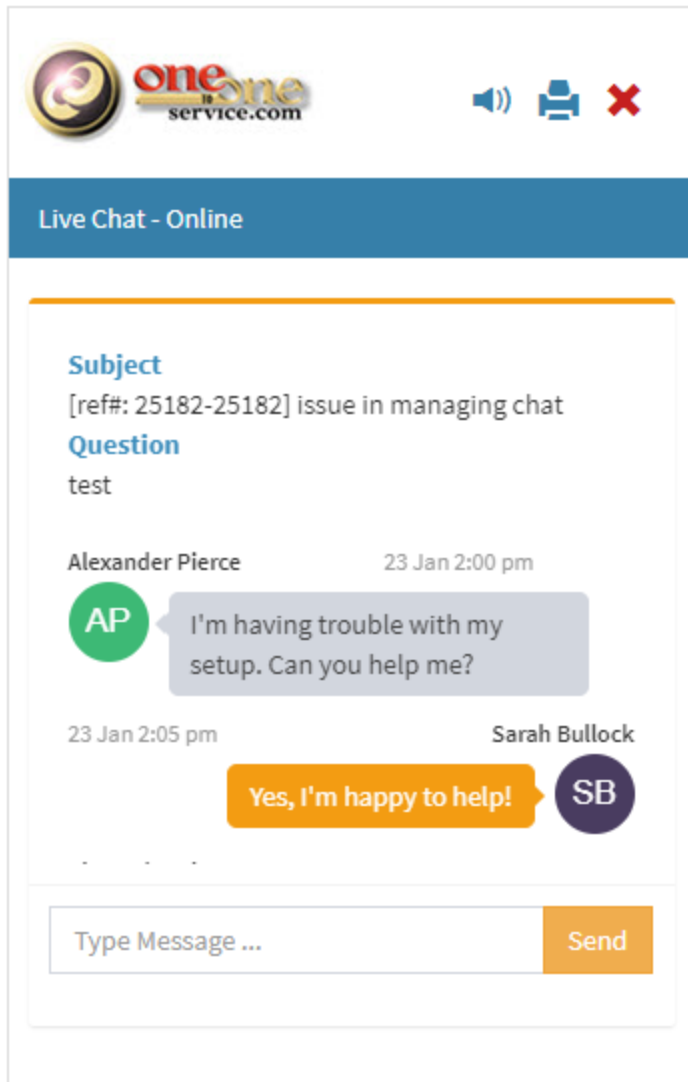 one
to
one
service.com
Live Chat - Online
Subject
[ref#: 25182-25182] issue in managing chat
Question
test
Alexander Pierce 23 Jan 2:00 pm
AP
I'm having trouble with my
setup. Can you help me?
23 Jan 2:05 pm Sarah Bullock
Yes, I'm happy to help!
SB
Type Message ...
Send